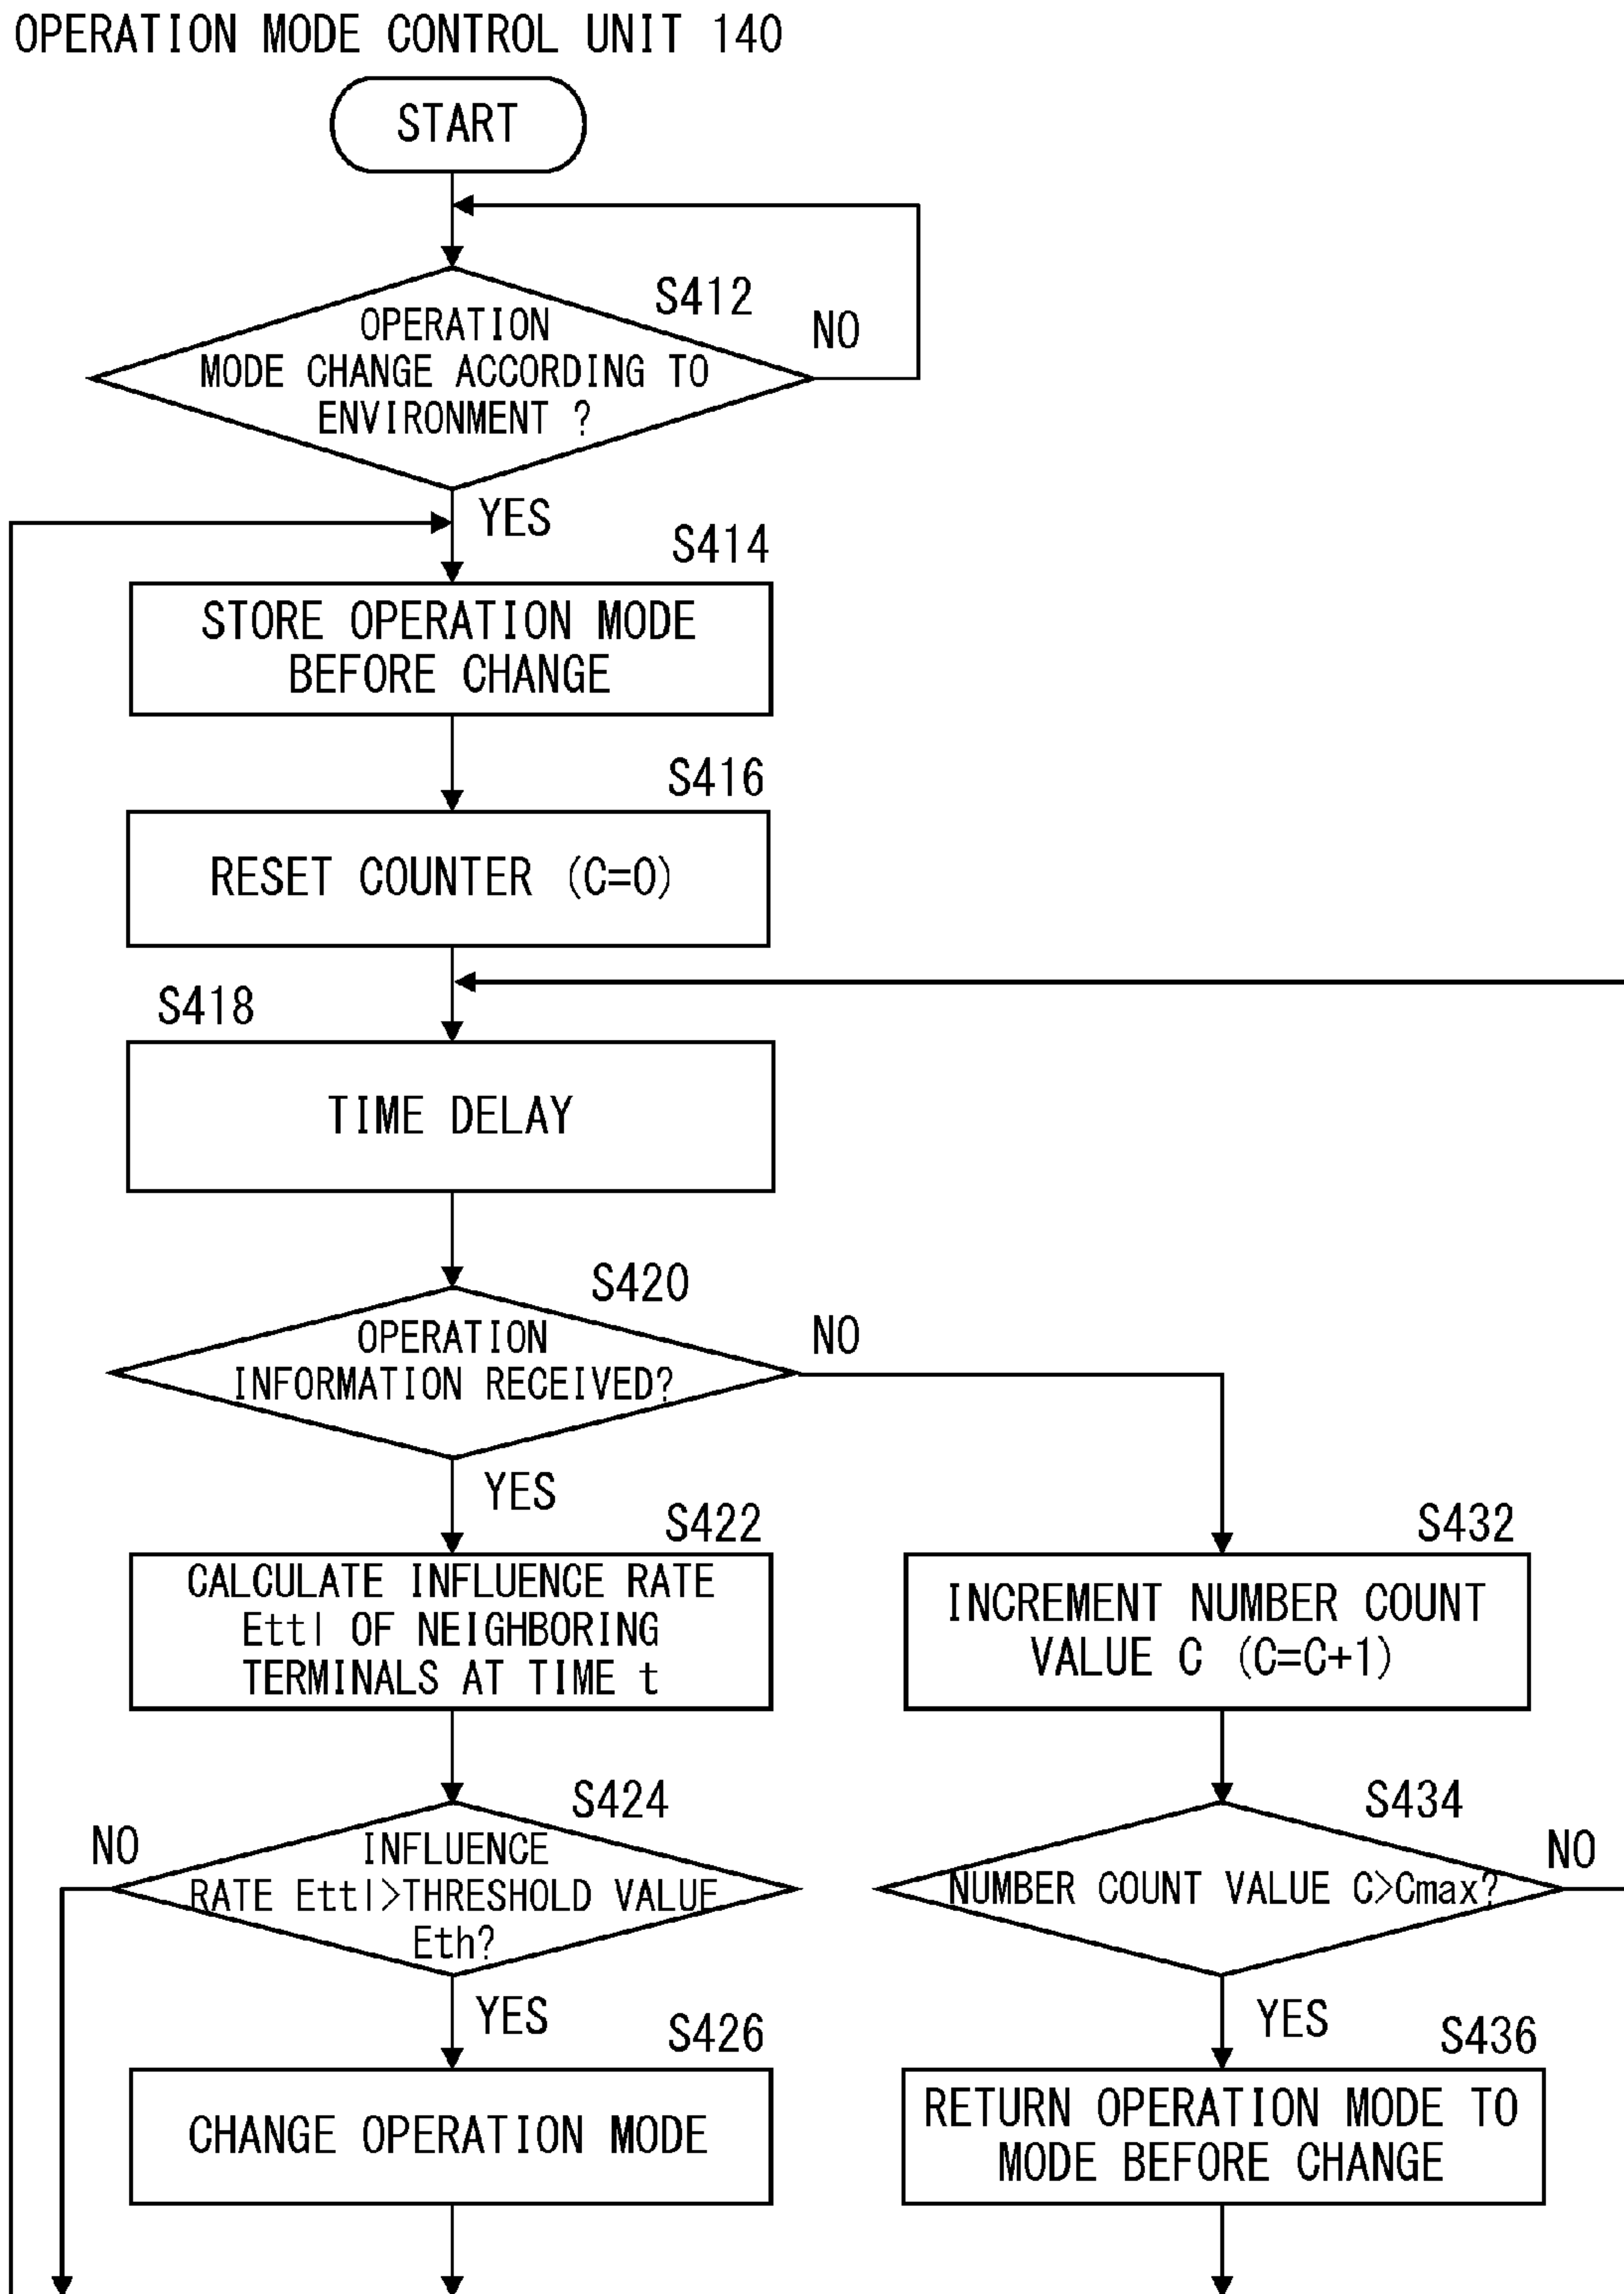 OPERATION MODE CONTROL UNIT 140
START
S412
OPERATION
MODE CHANGE ACCORDING TO
ENVIRONMENT ?
NO
YES
S414
STORE OPERATION MODE
BEFORE CHANGE
S416
RESET COUNTER (C=0)
S418
TIME DELAY
S420
OPERATION
INFORMATION RECEIVED?
NO
YES
S422
CALCULATE INFLUENCE RATE
Ettl OF NEIGHBORING
TERMINALS AT TIME t
S432
INCREMENT NUMBER COUNT
VALUE C (C=C+1)
S424
NO
INFLUENCE
RATE Ettl>THRESHOLD VALUE
Eth?
YES
S434
NUMBER COUNT VALUE C>Cmax?
NO
YES
S426
CHANGE OPERATION MODE
S436
RETURN OPERATION MODE TO
MODE BEFORE CHANGE